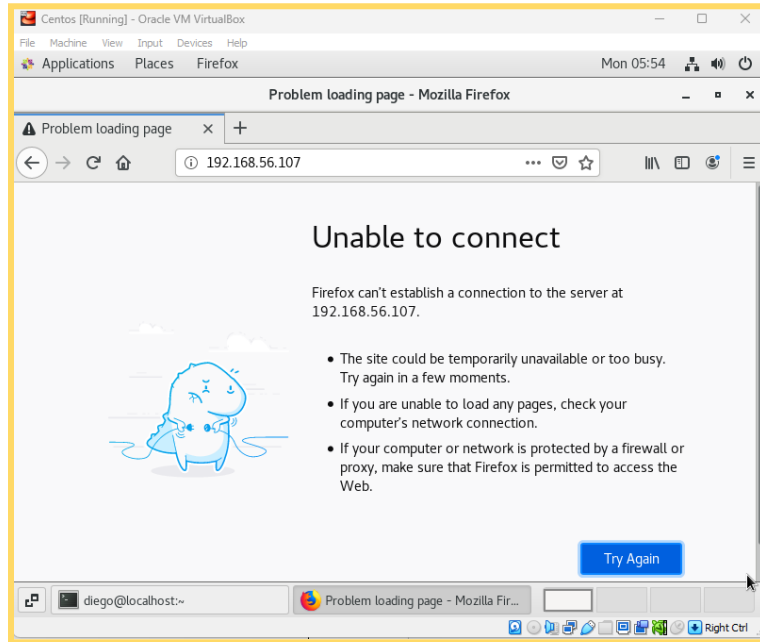 Centos [Running] - Oracle VM VirtualBox
File Machine View Input Devices Help
Applications Places Firefox Mon 05:54
Problem loading page - Mozilla Firefox
Problem loading page
192.168.56.107
Unable to connect
Firefox can't establish a connection to the server at
192.168.56.107.
The site could be temporarily unavailable or too busy.
Try again in a few moments.
If you are unable to load any pages, check your
computer's network connection.
If your computer or network is protected by a firewall or
proxy, make sure that Firefox is permitted to access the
Web.
Try Again
diego@localhost:~ Problem loading page - Mozilla Fir...
Right Ctrl